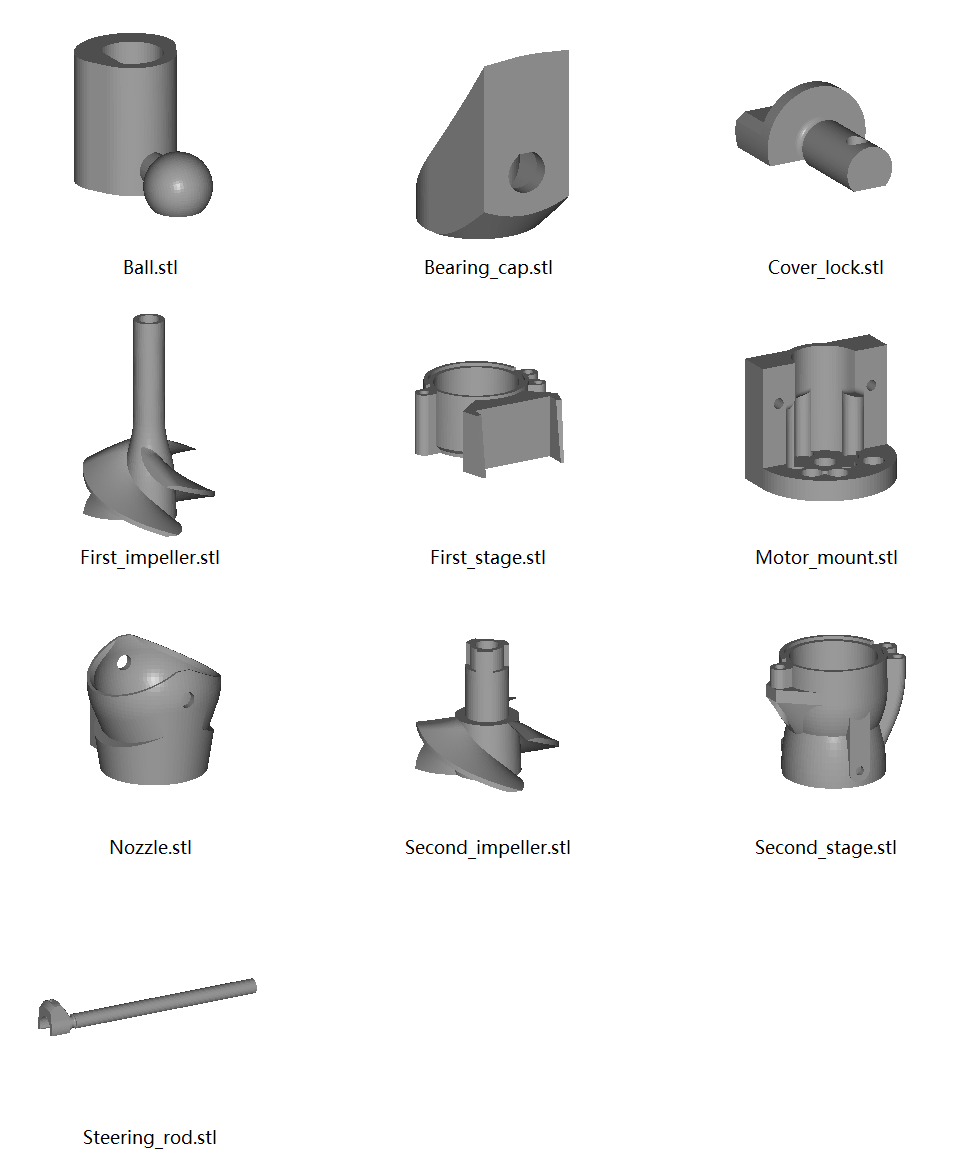 Ball.stl
Bearing_cap.stl
Cover_lock.stl
First_impeller.stl
First_stage.stl
Motor_mount.stl
Nozzle.stl
Second_impeller.stl
Second_stage.stl
Steering_rod.stl